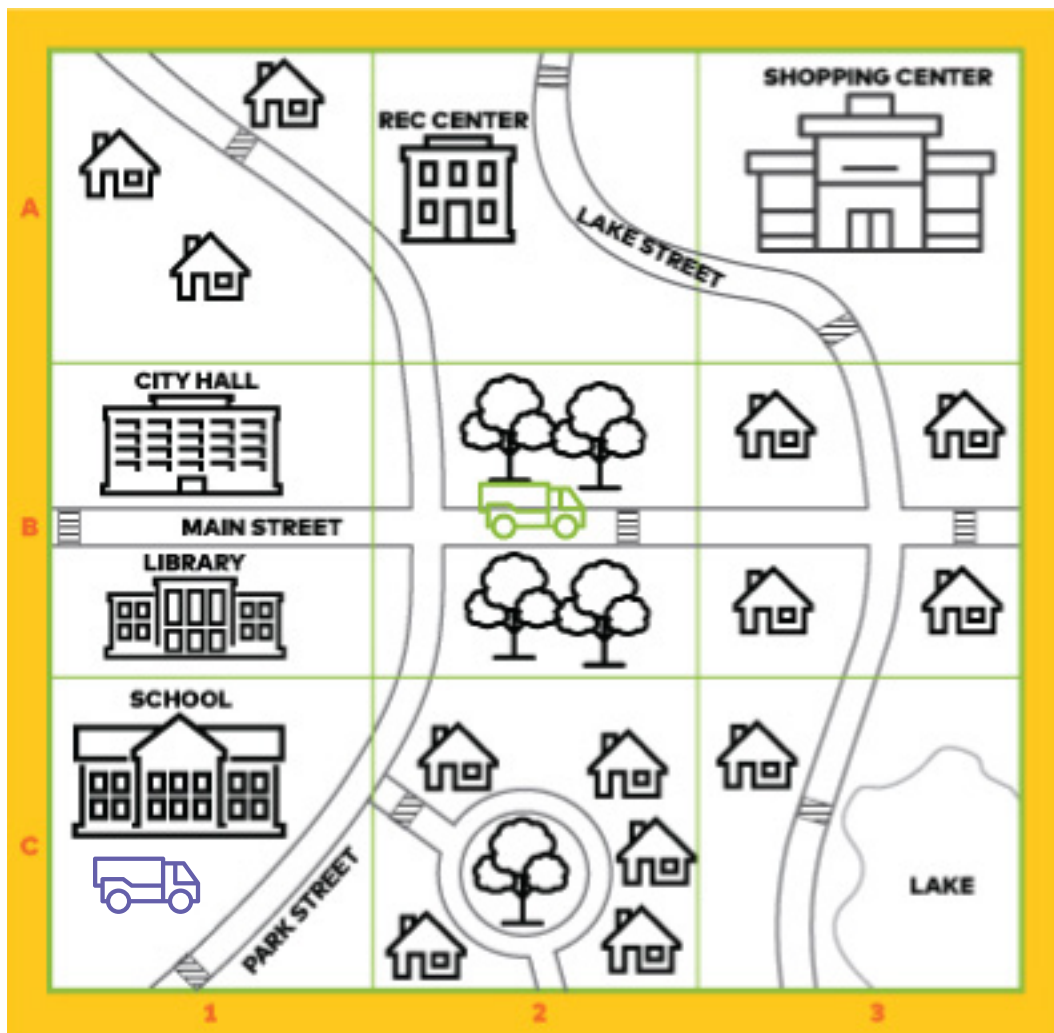 SHOPPING CENTER
REC CENTER
A
LAKE STREET
CITY HALL
B
MAIN STREET
LIBRARY
SCHOOL
C
LAKE
PARK STREET
1
2
3